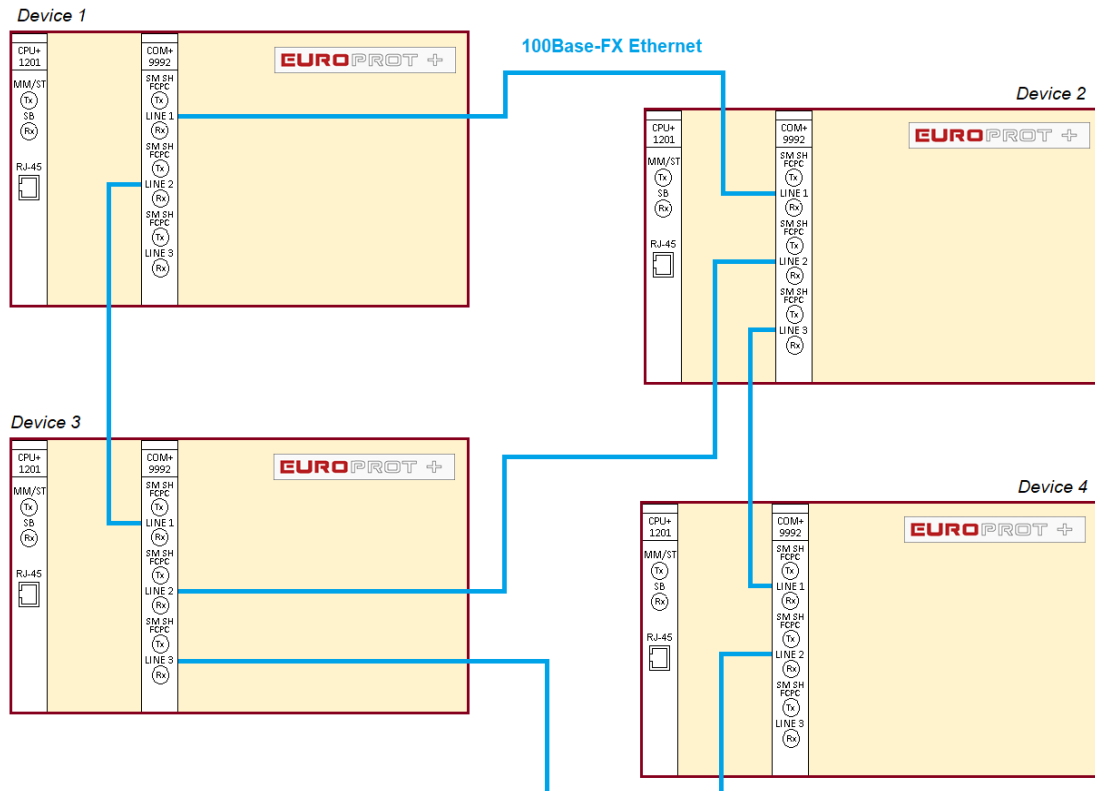 Device 1
CPU+
1201
MM/ST
Tx
SB
Rx
RJ-45
COM+
9992
SM SH
FCPC
Tx
LINE 1
Rx
SM SH
FCPC
Tx
LINE 2
Rx
SM SH
FCPC
Tx
LINE 3
Rx
EUROPROT +
100Base-FX Ethernet
Device 2
CPU+
1201
MM/ST
Tx
SB
Rx
RJ-45
COM+
9992
SM SH
FCPC
Tx
LINE 1
Rx
SM SH
FCPC
Tx
LINE 2
Rx
SM SH
FCPC
Tx
LINE 3
Rx
EUROPROT +
Device 3
CPU+
1201
MM/ST
Tx
SB
Rx
RJ-45
COM+
9992
SM SH
FCPC
Tx
LINE 1
Rx
SM SH
FCPC
Tx
LINE 2
Rx
SM SH
FCPC
Tx
LINE 3
Rx
EUROPROT +
Device 4
CPU+
1201
MM/ST
Tx
SB
Rx
RJ-45
COM+
9992
SM SH
FCPC
Tx
LINE 1
Rx
SM SH
FCPC
Tx
LINE 2
Rx
SM SH
FCPC
Tx
LINE 3
Rx
EUROPROT +